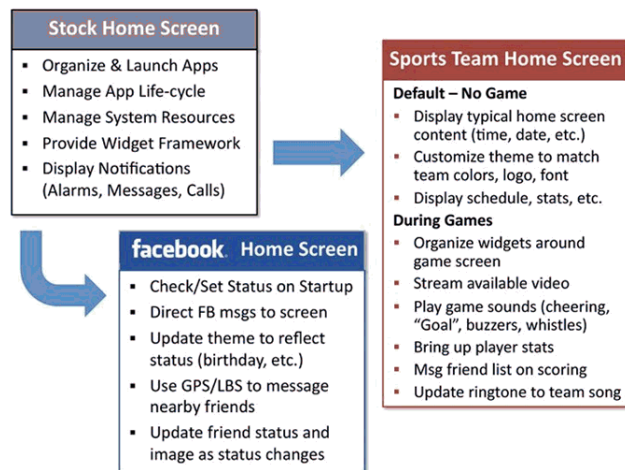 Stock Home Screen
▪ Organize & Launch Apps
▪ Manage App Life-cycle
▪ Manage System Resources
▪ Provide Widget Framework
▪ Display Notifications
(Alarms, Messages, Calls)
facebook Home Screen
▪ Check/Set Status on Startup
▪ Direct FB msgs to screen
▪ Update theme to reflect
status (birthday, etc.)
▪ Use GPS/LBS to message
nearby friends
▪ Update friend status and
image as status changes
Sports Team Home Screen
Default – No Game
▪ Display typical home screen
content (time, date, etc.)
▪ Customize theme to match
team colors, logo, font
▪ Display schedule, stats, etc.
During Games
▪ Organize widgets around
game screen
▪ Stream available video
▪ Play game sounds (cheering,
“Goal”, buzzers, whistles)
▪ Bring up player stats
▪ Msg friend list on scoring
▪ Update ringtone to team song